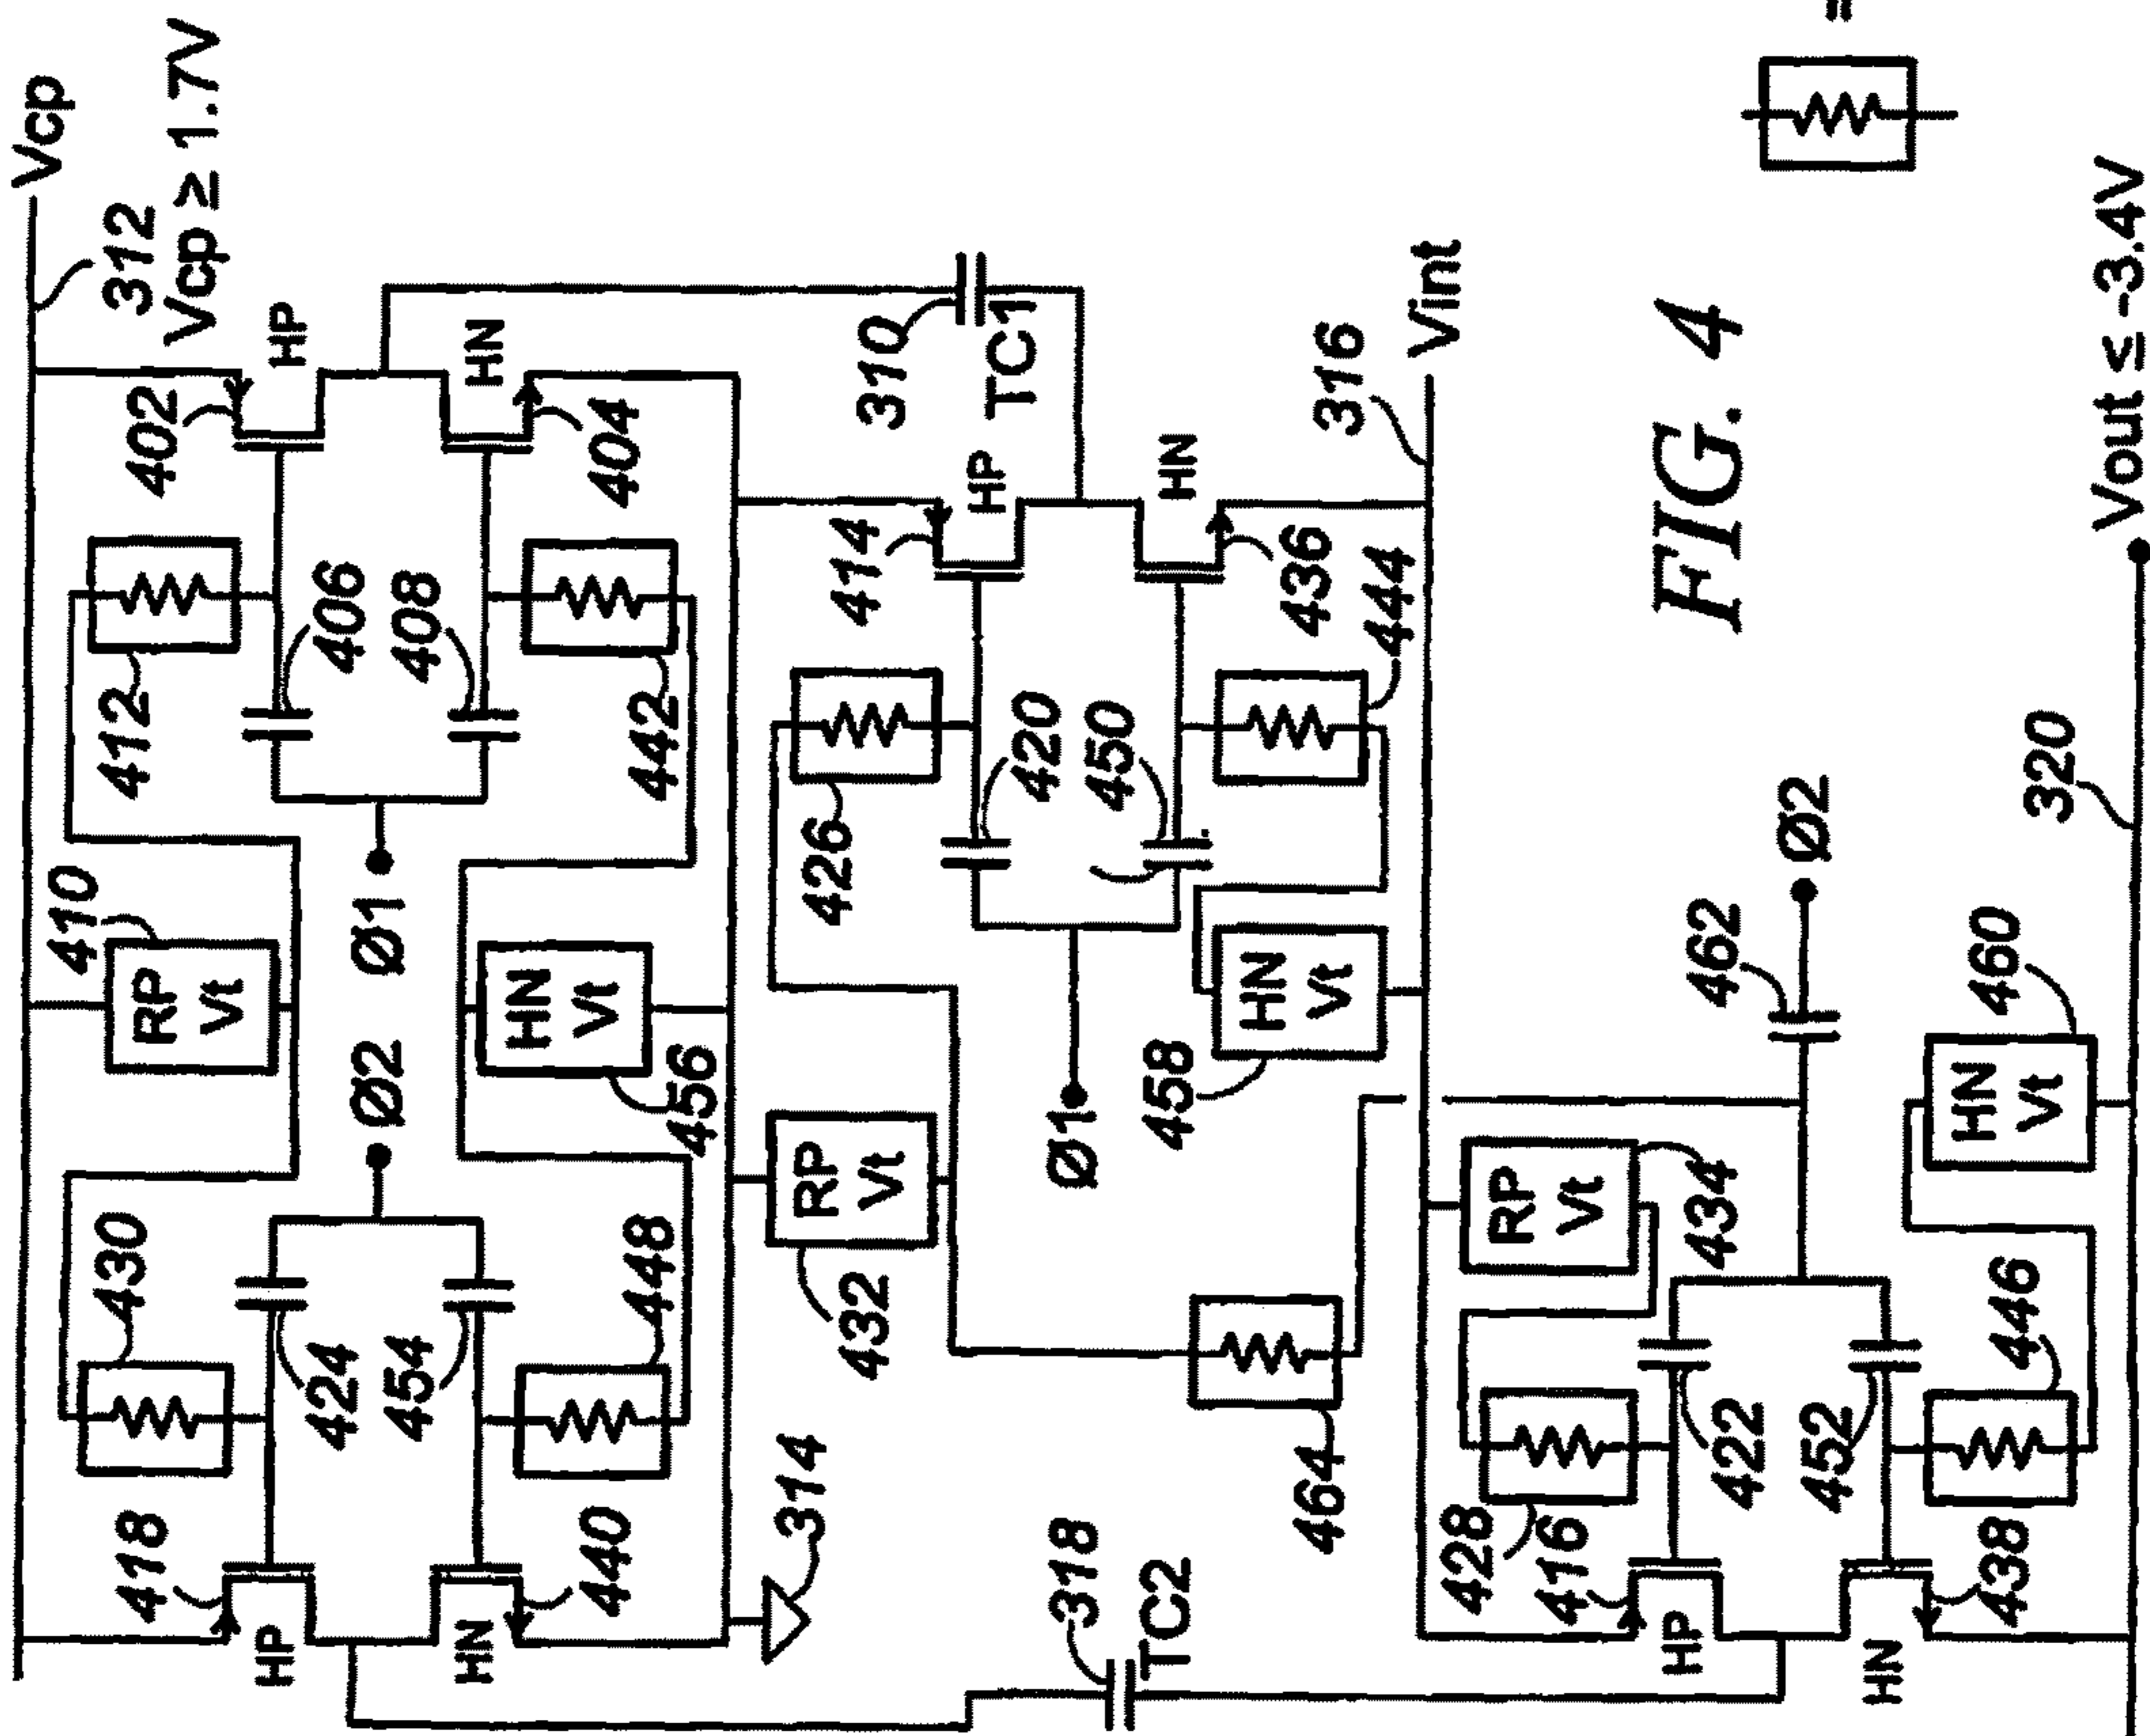 Vcp
410
312
430
412
418
402
Vcp ≥ 1.7V
RP
Vt
HP
HP
424
406
Ø2
Ø1
454
408
HN
HN
HN
Vt
440
448
404
442
456
314
RP
Vt
426
414
432
310
HP
TC1
420
318
Ø1
450
TC2
458
HN
HN
Vt
436
464
316
444
Vint
428
416
RP
Vt
434
HP
FIG. 4
462
422
Ø2
452
=
HN
438
446
460
HN
Vt
320
Vout ≤ -3.4V